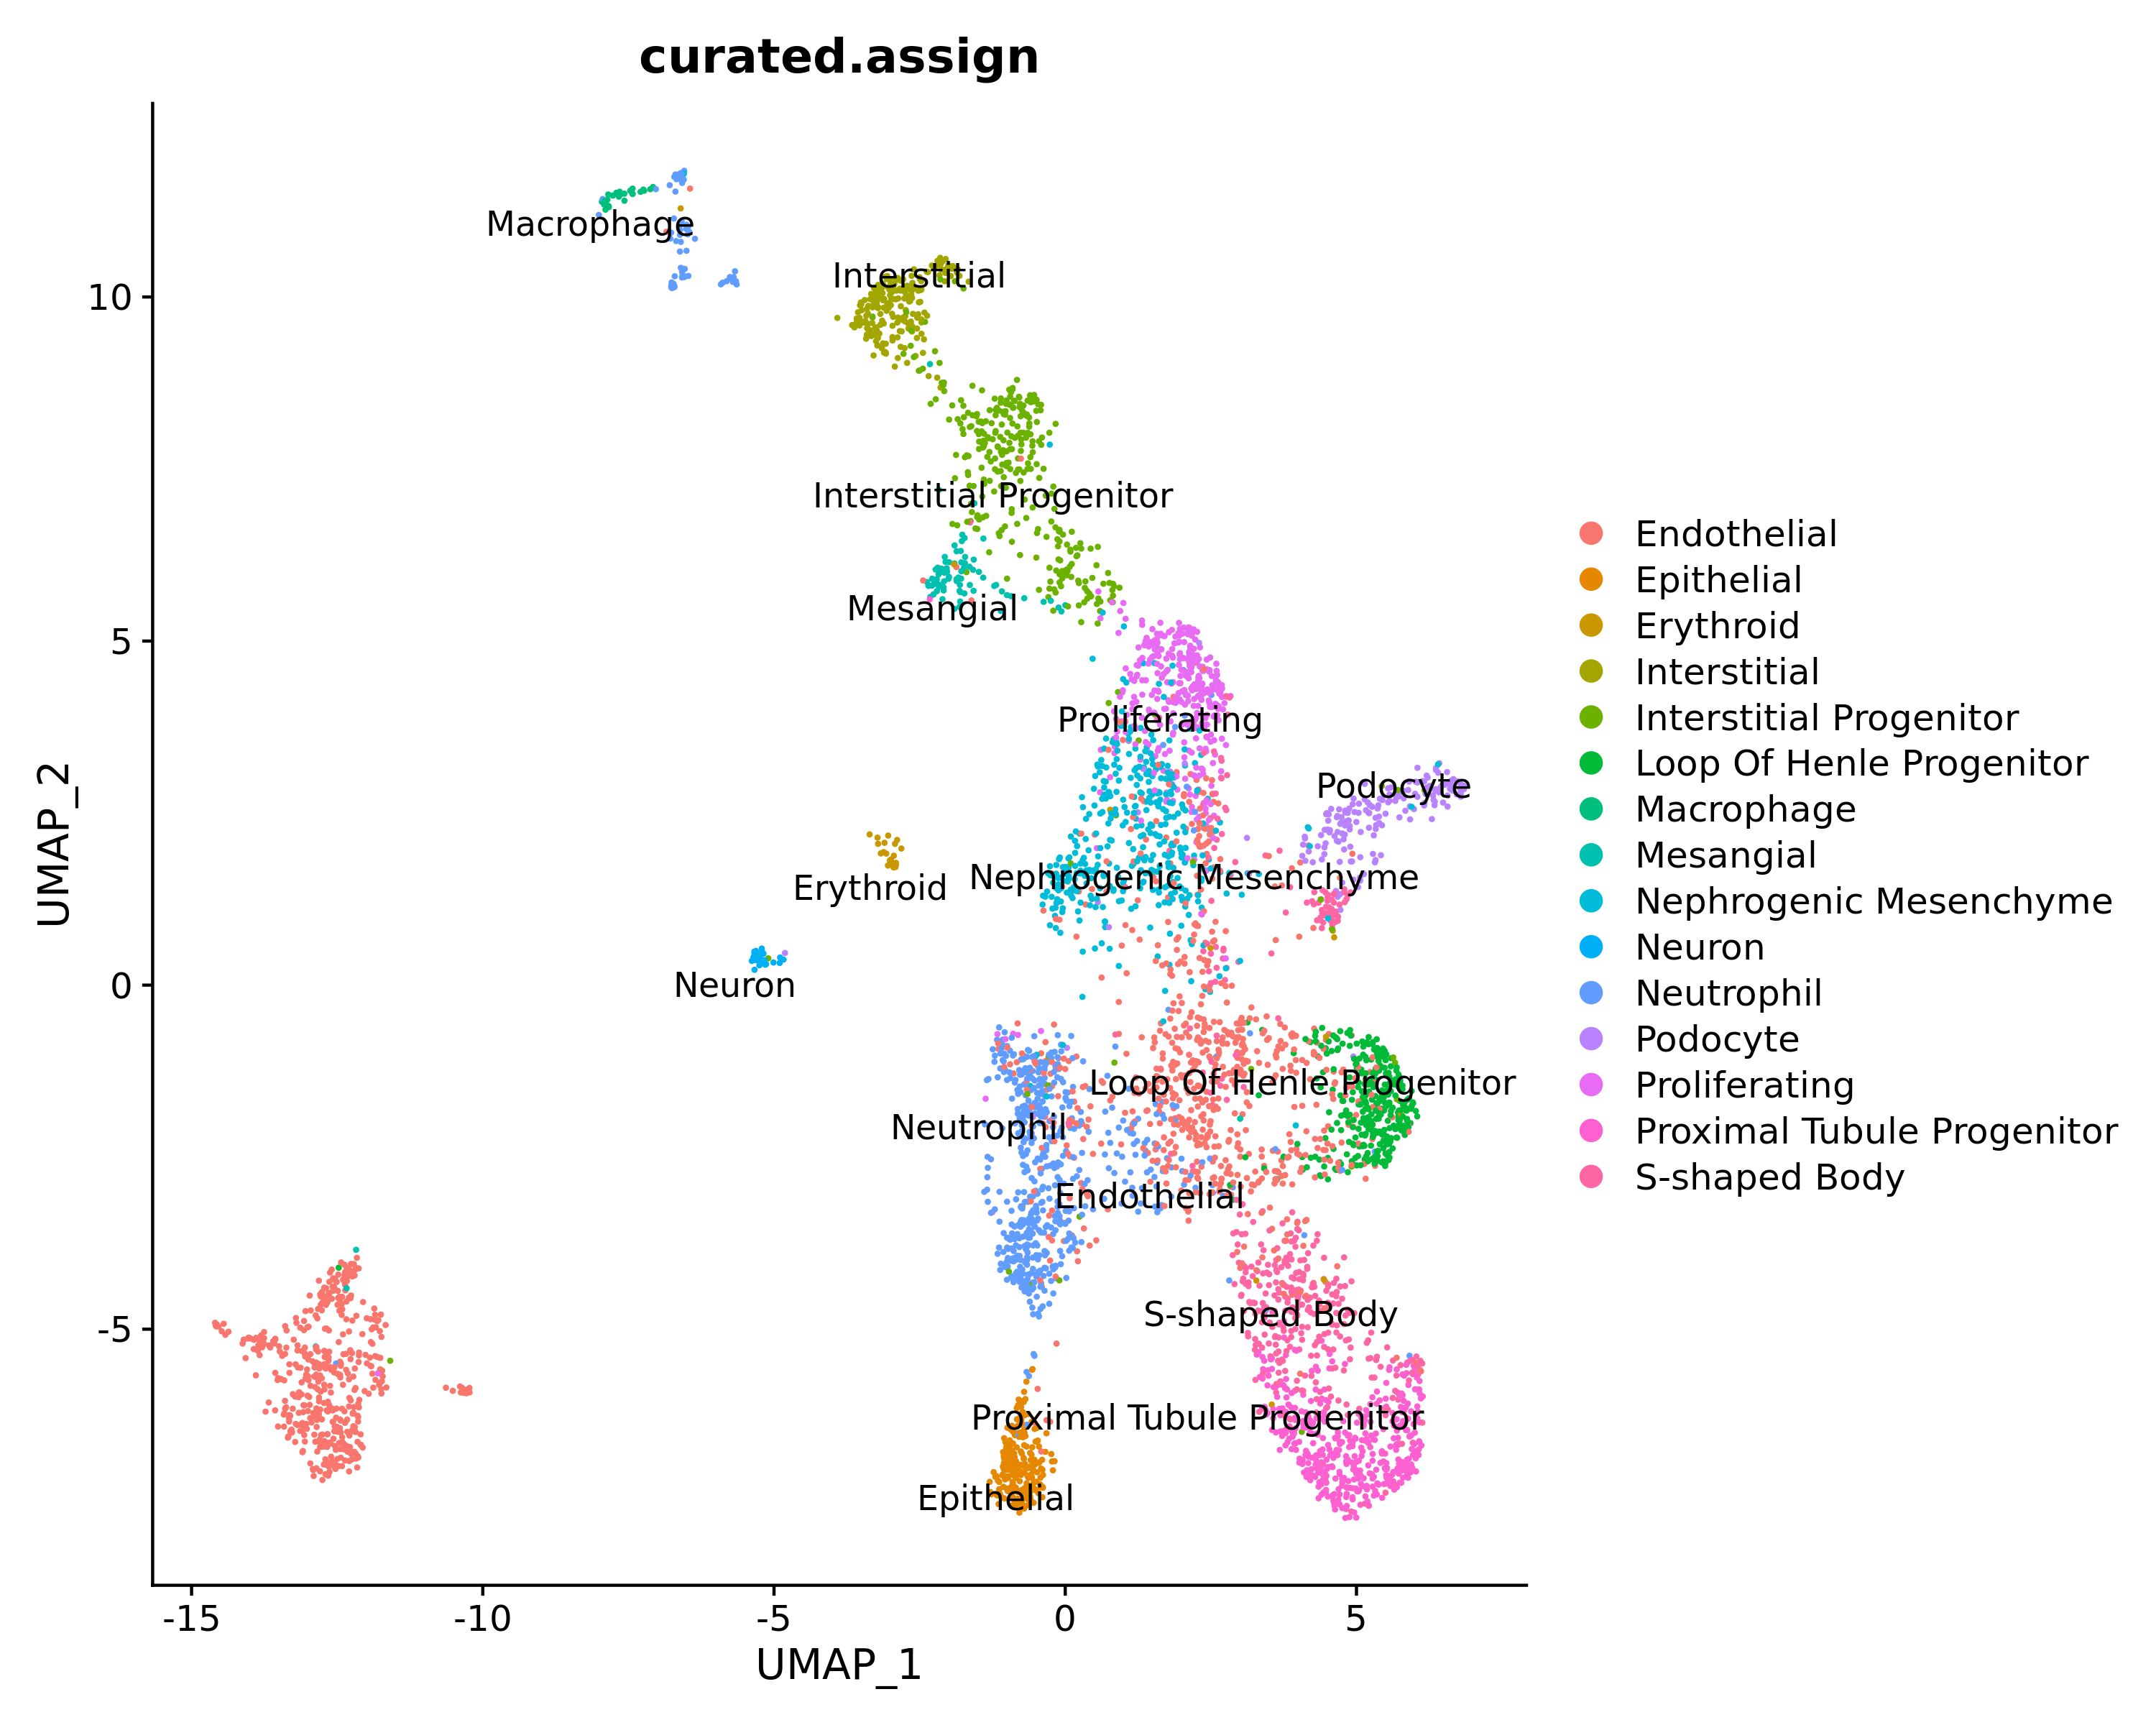 curated.assign
Macrophage
Interstitial
Interstitial Progenitor
Mesangial
Proliferating
Podocyte
Nephrogenic Mesenchyme
Erythroid
Neuron
Loop Of Henle Progenitor
Neutrophil
Endothelial
S-shaped Body
Proximal Tubule Progenitor
Epithelial
10
5
0
-5
UMAP_2
-15
-10
-5
0
5
UMAP_1
Endothelial
Epithelial
Erythroid
Interstitial
Interstitial Progenitor
Loop Of Henle Progenitor
Macrophage
Mesangial
Nephrogenic Mesenchyme
Neuron
Neutrophil
Podocyte
Proliferating
Proximal Tubule Progenitor
S-shaped Body